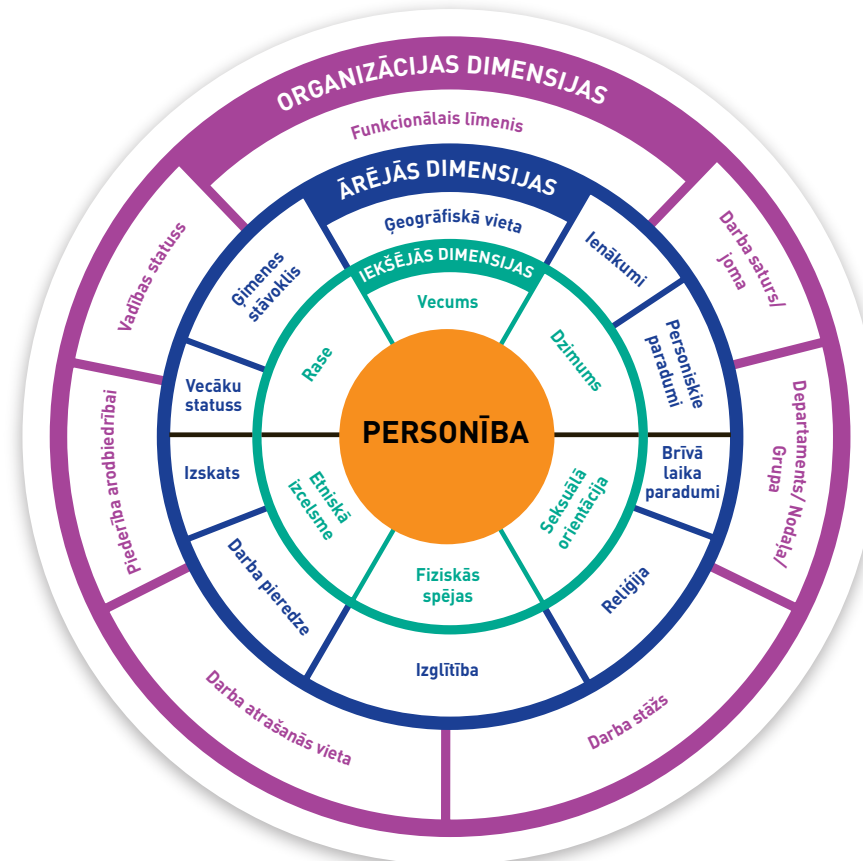 ORGANIZĀCIJAS DIMENSIJAS
Funkcionālais līmenis
Darba saturs/
joma
Departaments/ Nodaļa/
Grupa
Darba stāžs
Darba atrašanās vieta
Piederība arodbiedrībai
Vadības statuss
ĀRĒJĀS DIMENSIJAS
Ģeogrāfiskā vieta
Ienākumi
Personiskie
paradumi
Brīvā
laika
paradumi
Reliģija
Izglītība
Darba pieredze
Izskats
Vecāku
statuss
Ģimenes
stāvoklis
IEKŠĒJĀS DIMENSIJAS
Vecums
Dzimums
Seksuālā
orientācija
Fiziskās
spējas
Etniskā
izcelsme
Rase
PERSONĪBA